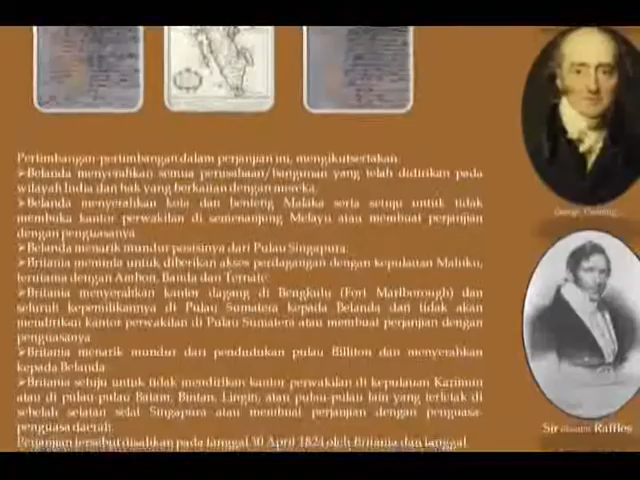 Pertimbangan-pertimbangan dalam perjanjian ini, mengikutsertakan
➢Belanda menyerahkan semua perusahaan/bangunan yang telah didirikan pada
wilayah India dan hak yang berkaitan dengan mereka.
➢Belanda menyerahkan kota dan benteng Malaka serta setuju untuk tidak
membuka kantor perwakilan di semenanjung Melayu atau membuat perjanjian
dengan penguasanya
➢Belanda menarik mundur posisinya dari Pulau Singapura.
➢Britania meminta untuk diberikan akses perdagangan dengan kepulauan Maluku,
terutama dengan Ambon, Banda dan Ternate
➢Britania menyerahkan kantor dagang di Bengkulu (Fort Marlborough) dan
seluruh kepemilikannya di Pulau Sumatera kepada Belanda dan tidak akan
mendirikan kantor perwakilan di Pulau Sumatera atau membuat perjanjian dengan
penguasanya
➢Britania menarik mundur dari pendudukan pulau Billiton dan menyerahkan
kepada Belanda
➢Britania setuju untuk tidak mendirikan kantor perwakilan di kepulauan Karimun
atau di pulau-pulau Batam, Bintan, Lingin, atau pulau-pulau lain yang terletak di
sebelah selatan selat Singapura atau membuat perjanjian dengan penguasa-
penguasa daerah.
Perjanjian tersebut disahkan pada tanggal 30 April 1824 oleh Britania dan tanggal
George Canning
Sir Raffles